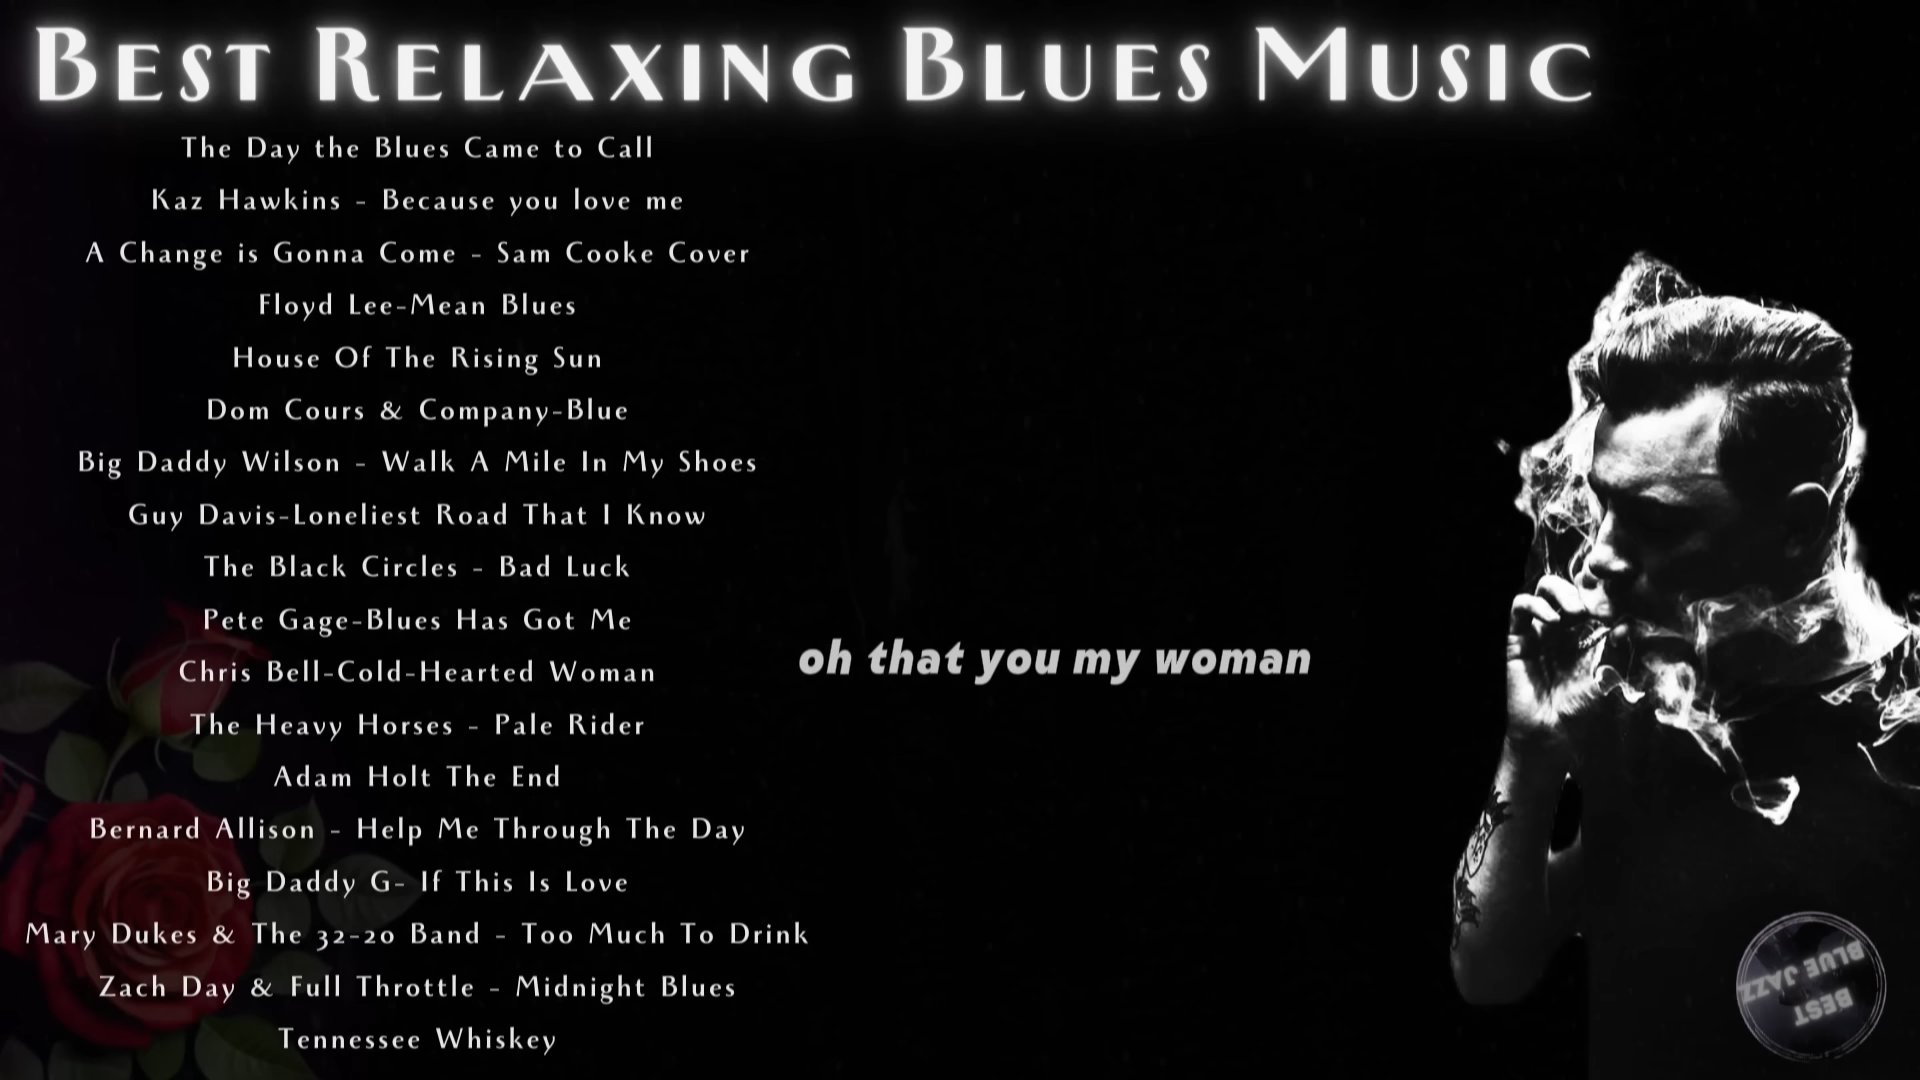 BEST RELAXING BLUES MUSIC
The Day the Blues Came to Call
Kaz Hawkins - Because you love me
A Change is Gonna Come - Sam Cooke Cover
Floyd Lee-Mean Blues
House Of The Rising Sun
Dom Cours & Company-Blue
Big Daddy Wilson - Walk A Mile In My Shoes
Guy Davis-Loneliest Road That I Know
The Black Circles - Bad Luck
Pete Gage-Blues Has Got Me
Chris Bell-Cold-Hearted Woman
The Heavy Horses - Pale Rider
Adam Holt The End
Bernard Allison - Help Me Through The Day
Big Daddy G- If This Is Love
Mary Dukes & The 32-20 Band - Too Much To Drink
Zach Day & Full Throttle - Midnight Blues
Tennessee Whiskey
oh that you my woman
BEST
BLUE JAZZ